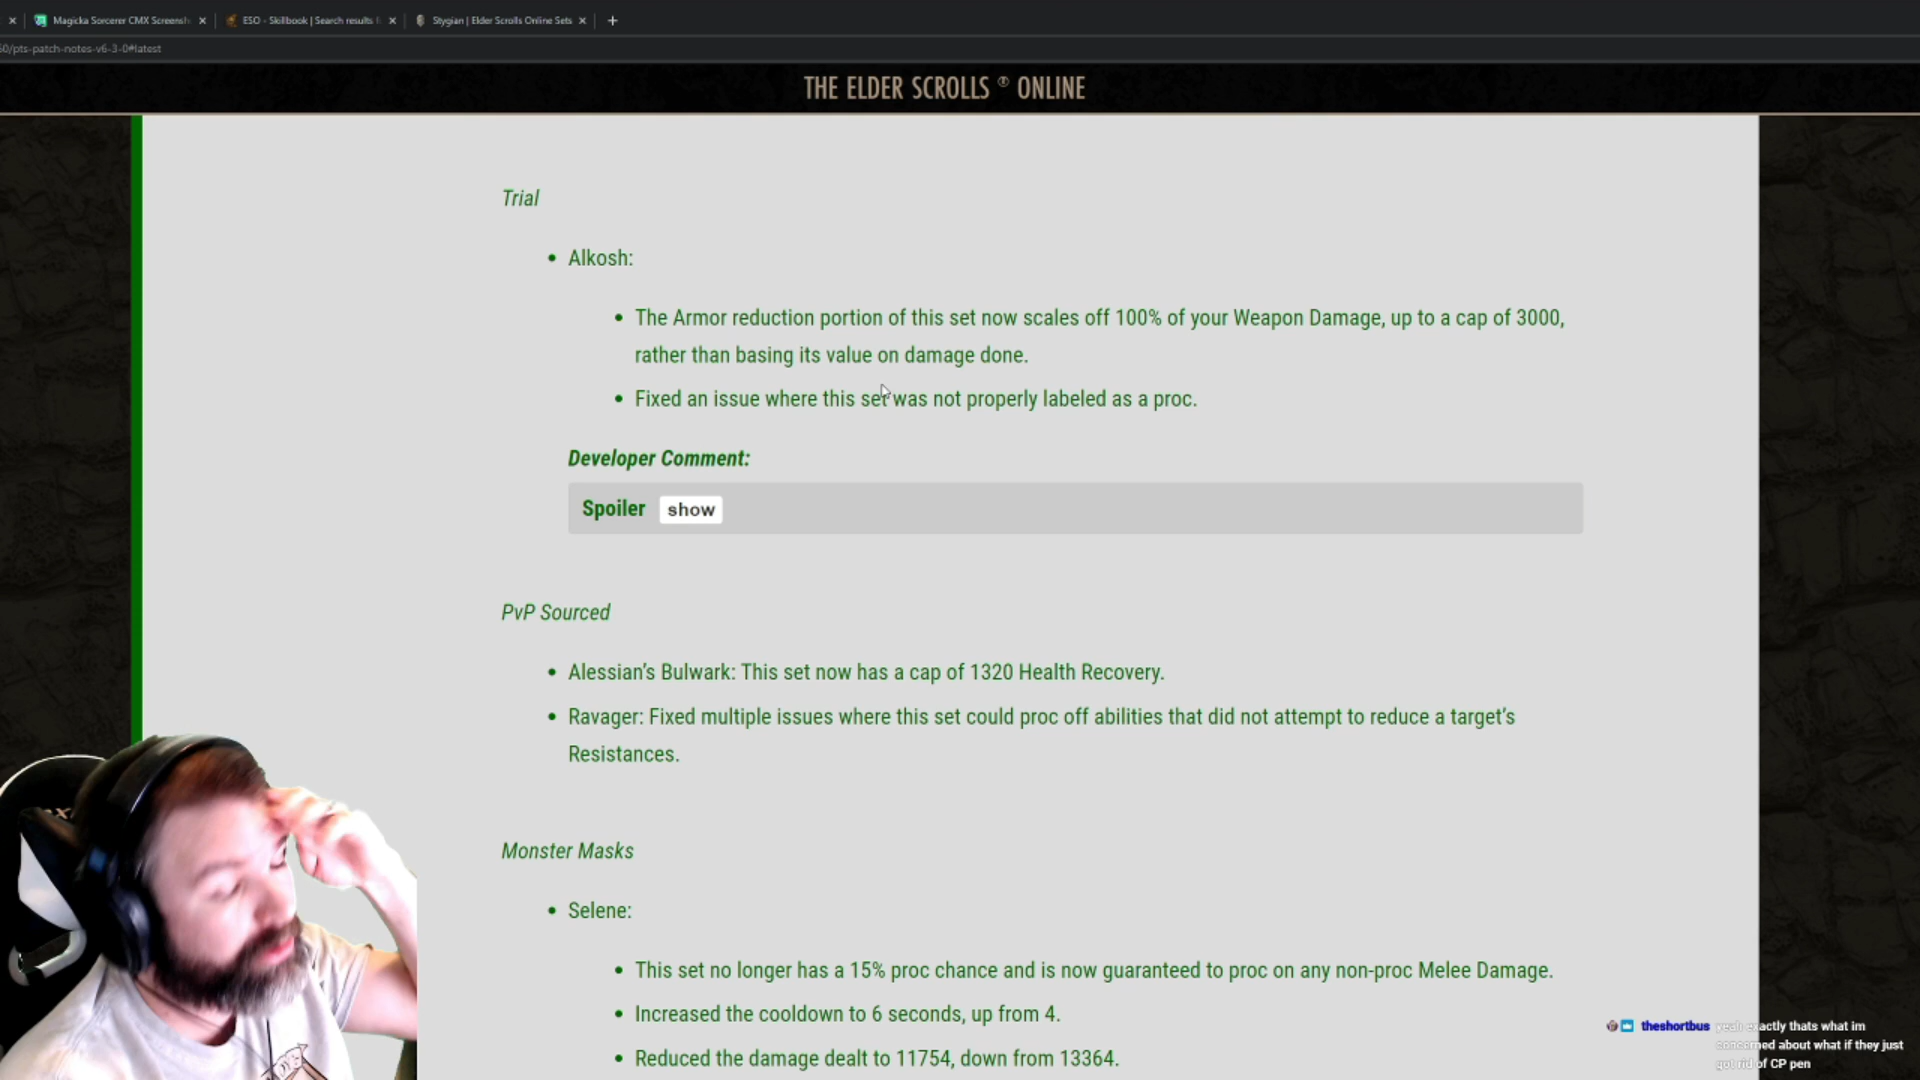 Magicka Sorcerer CMX Screensh
ESO - Skillbook | Search results
Stygian | Elder Scrolls Online Sets
/pts-patch-notes-v6-3-0#latest
THE ELDER SCROLLS ® ONLINE
Trial
• Alkosh:
• The Armor reduction portion of this set now scales off 100% of your Weapon Damage, up to a cap of 3000,
rather than basing its value on damage done.
• Fixed an issue where this set was not properly labeled as a proc.
Developer Comment:
Spoiler show
PvP Sourced
• Alessian’s Bulwark: This set now has a cap of 1320 Health Recovery.
• Ravager: Fixed multiple issues where this set could proc off abilities that did not attempt to reduce a target’s
Resistances.
Monster Masks
• Selene:
• This set no longer has a 15% proc chance and is now guaranteed to proc on any non-proc Melee Damage.
• Increased the cooldown to 6 seconds, up from 4.
• Reduced the damage dealt to 11754, down from 13364.
theshortbus yeah exactly thats what im
concerned about what if they just
got rid of CP pen